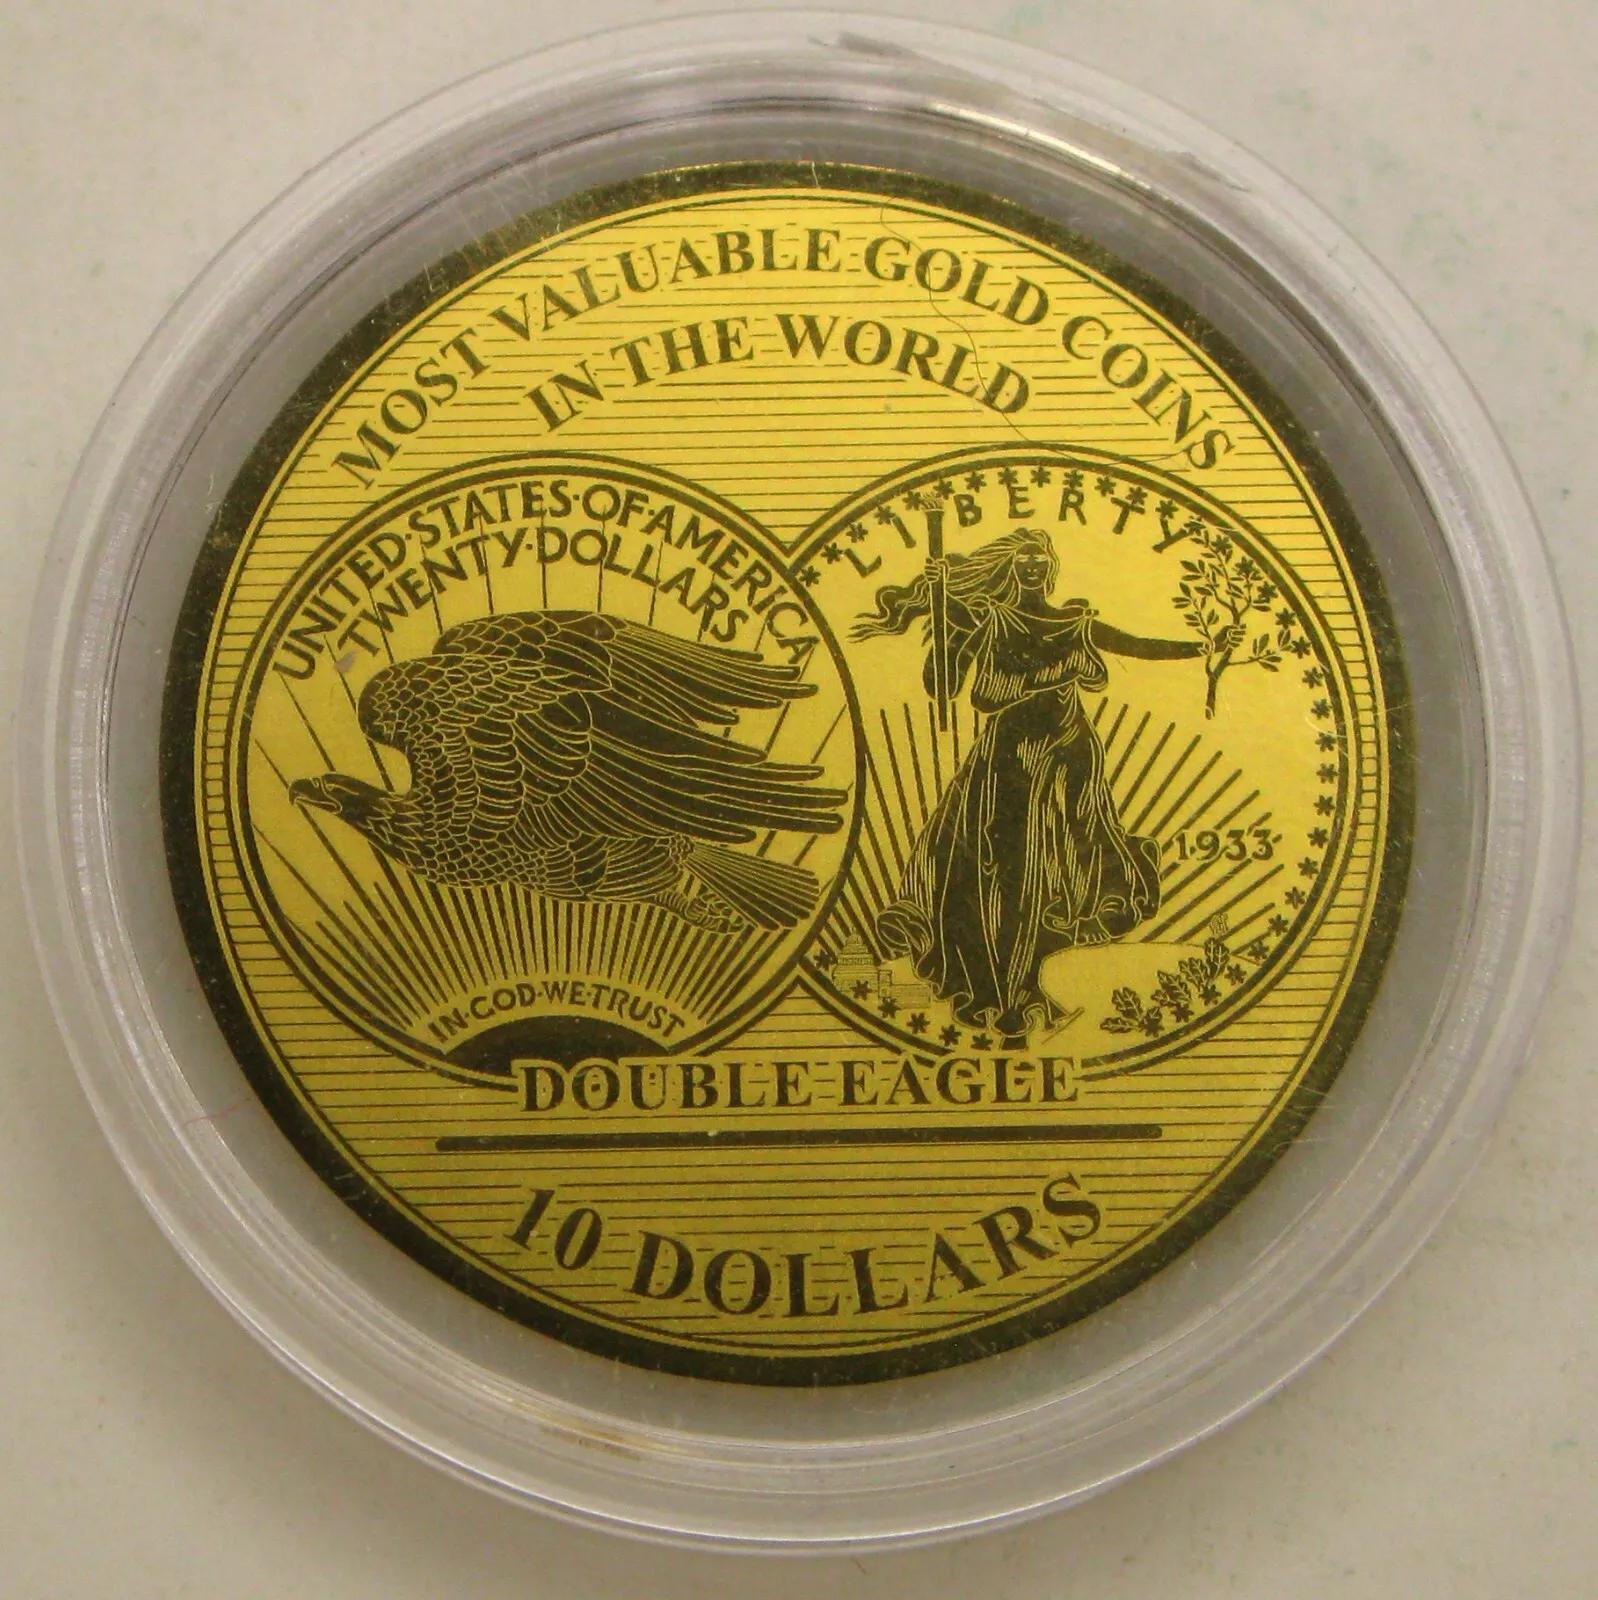 MOST VALUABLE GOLD COINS
IN THE WORLD
UNITED·STATES·OF·AMERICA
TWENTY·DOLLARS
IN·GOD·WE·TRUST
LIBERTY
1933
DOUBLE EAGLE
10 DOLLARS